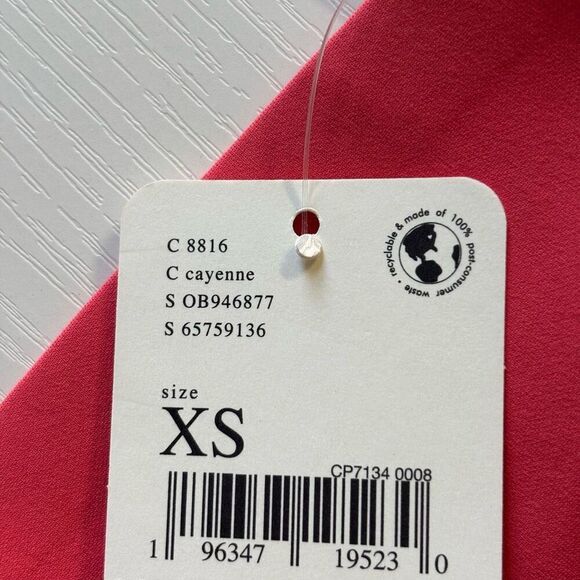 C 8816
C cayenne
S OB946877
S 65759136
recyclable & made of 100% post-consumer waste •
size
XS
CP7134 0008
1 96347 19523 0